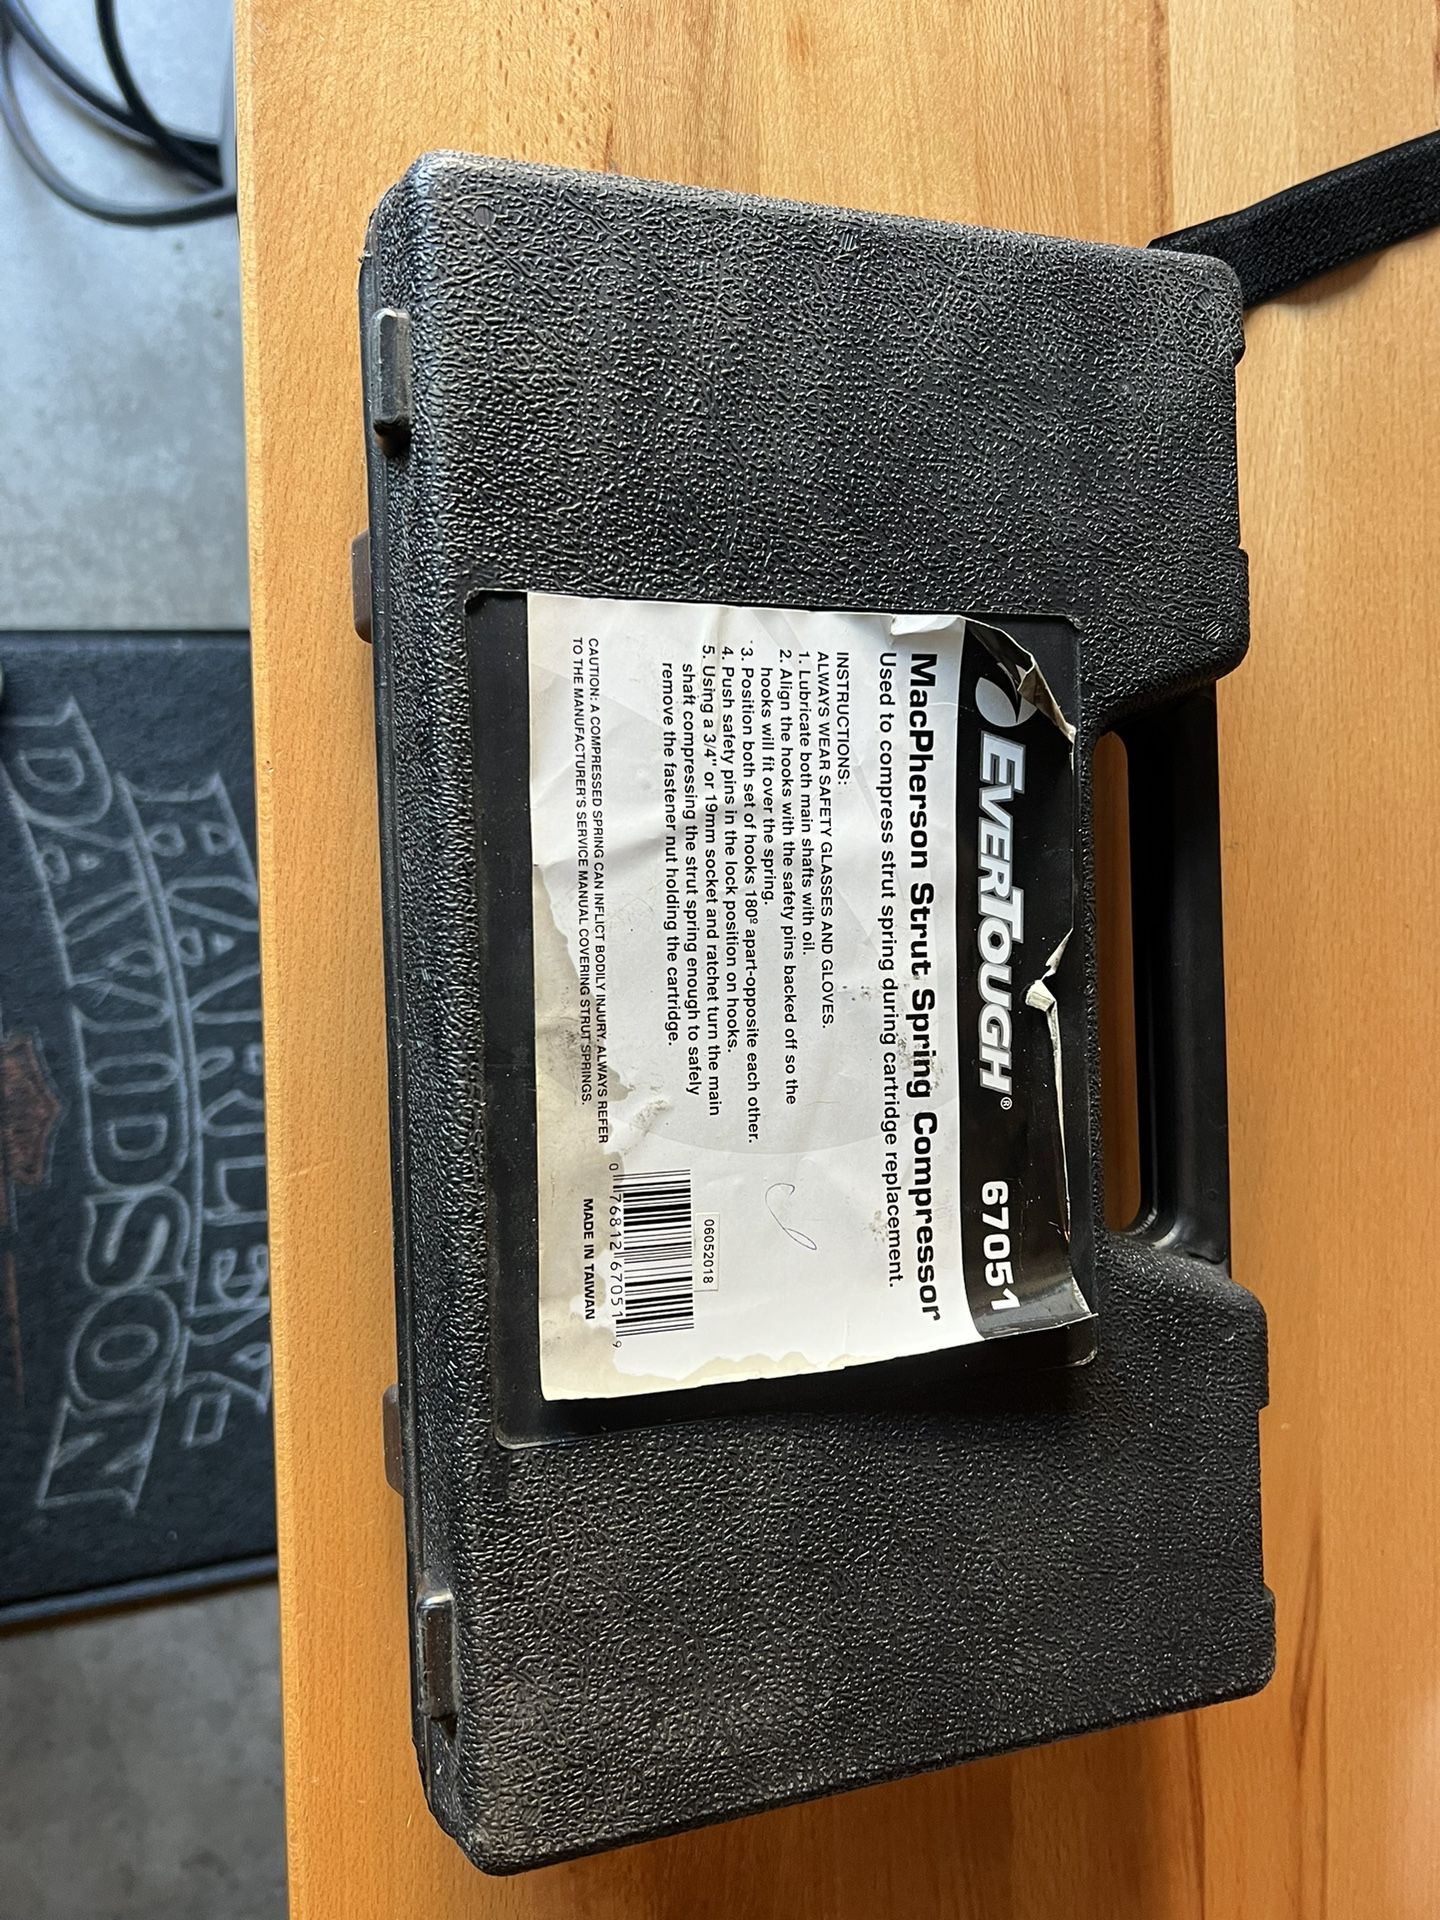 EVERTOUGH® 67051
MacPherson Strut Spring Compressor
Used to compress strut spring during cartridge replacement.
INSTRUCTIONS:
ALWAYS WEAR SAFETY GLASSES AND GLOVES.
1. Lubricate both main shafts with oil.
2. Align the hooks with the safety pins backed off so the
hooks will fit over the spring.
3. Position both set of hooks 180° apart-opposite each other.
4. Push safety pins in the lock position on hooks.
5. Using a 3/4" or 19mm socket and ratchet turn the main
shaft compressing the strut spring enough to safely
remove the fastener nut holding the cartridge.
CAUTION: A COMPRESSED SPRING CAN INFLICT BODILY INJURY. ALWAYS REFER
TO THE MANUFACTURER'S SERVICE MANUAL COVERING STRUT SPRINGS.
06052018
0 76812 67051 9
MADE IN TAIWAN
HARLEY
DAVIDSON